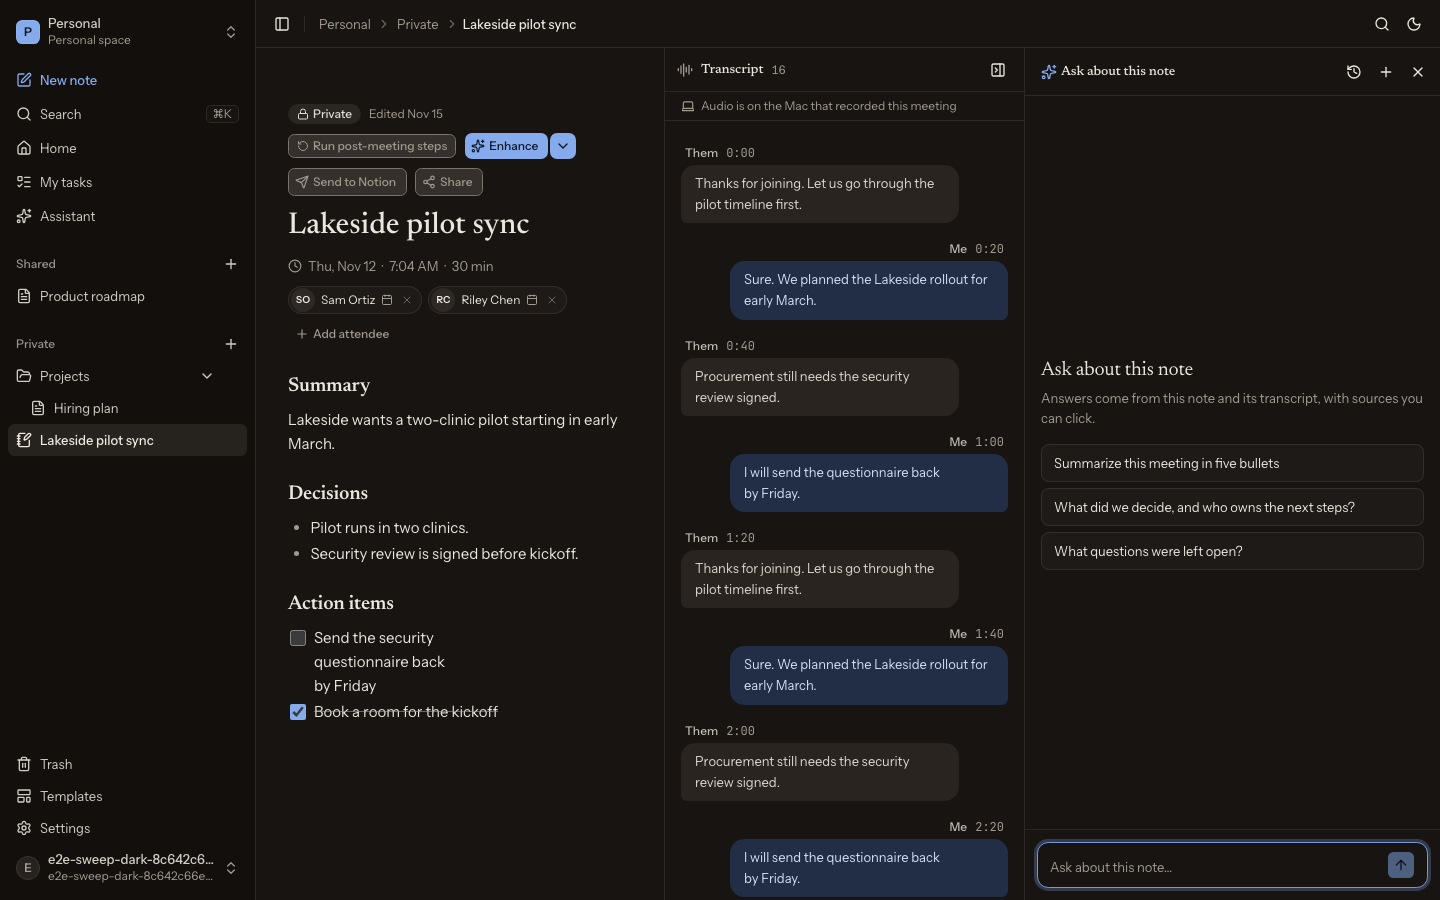 P
Personal
Personal space
New note
Search
⌘K
Home
My tasks
Assistant
Shared
Product roadmap
Private
Projects
Hiring plan
Lakeside pilot sync
Trash
Templates
Settings
E
e2e-sweep-dark-8c642c6...
e2e-sweep-dark-8c642c66e...
Personal
Private
Lakeside pilot sync
Private
Edited Nov 15
Run post-meeting steps
Enhance
Send to Notion
Share
Lakeside pilot sync
Thu, Nov 12 · 7:04 AM · 30 min
SO Sam Ortiz
RC Riley Chen
Add attendee
Summary
Lakeside wants a two-clinic pilot starting in early
March.
Decisions
• Pilot runs in two clinics.
• Security review is signed before kickoff.
Action items
Send the security
questionnaire back
by Friday
Book a room for the kickoff
Transcript 16
Audio is on the Mac that recorded this meeting
Them 0:00
Thanks for joining. Let us go through the
pilot timeline first.
Me 0:20
Sure. We planned the Lakeside rollout for
early March.
Them 0:40
Procurement still needs the security
review signed.
Me 1:00
I will send the questionnaire back
by Friday.
Them 1:20
Thanks for joining. Let us go through the
pilot timeline first.
Me 1:40
Sure. We planned the Lakeside rollout for
early March.
Them 2:00
Procurement still needs the security
review signed.
Me 2:20
I will send the questionnaire back
by Friday.
Ask about this note
Ask about this note
Answers come from this note and its transcript, with sources you
can click.
Summarize this meeting in five bullets
What did we decide, and who owns the next steps?
What questions were left open?
Ask about this note...